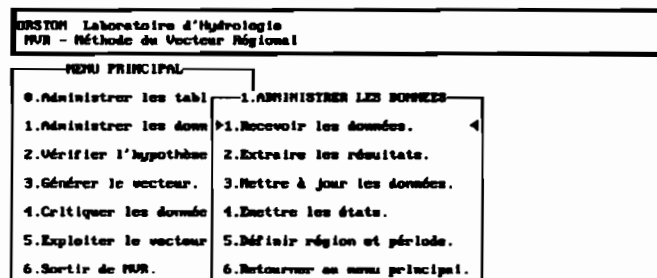 ORSTOM Laboratoire d'Hydrologie
MVR - Méthode du Vecteur Régional
MENU PRINCIPAL
0.Administrer les tabl
1.Administrer les donn
2.Vérifier l'hypothèse
3.Générer le vecteur.
4.Critiquer les donnée
5.Exploiter le vecteur
6.Sortir de MVR.
1.ADMINISTRER LES DONNEES
1.Recevoir les données.
2.Extraire les résultats.
3.Mettre à jour les données.
4.Emettre les états.
5.Définir région et période.
6.Retourner au menu principal.